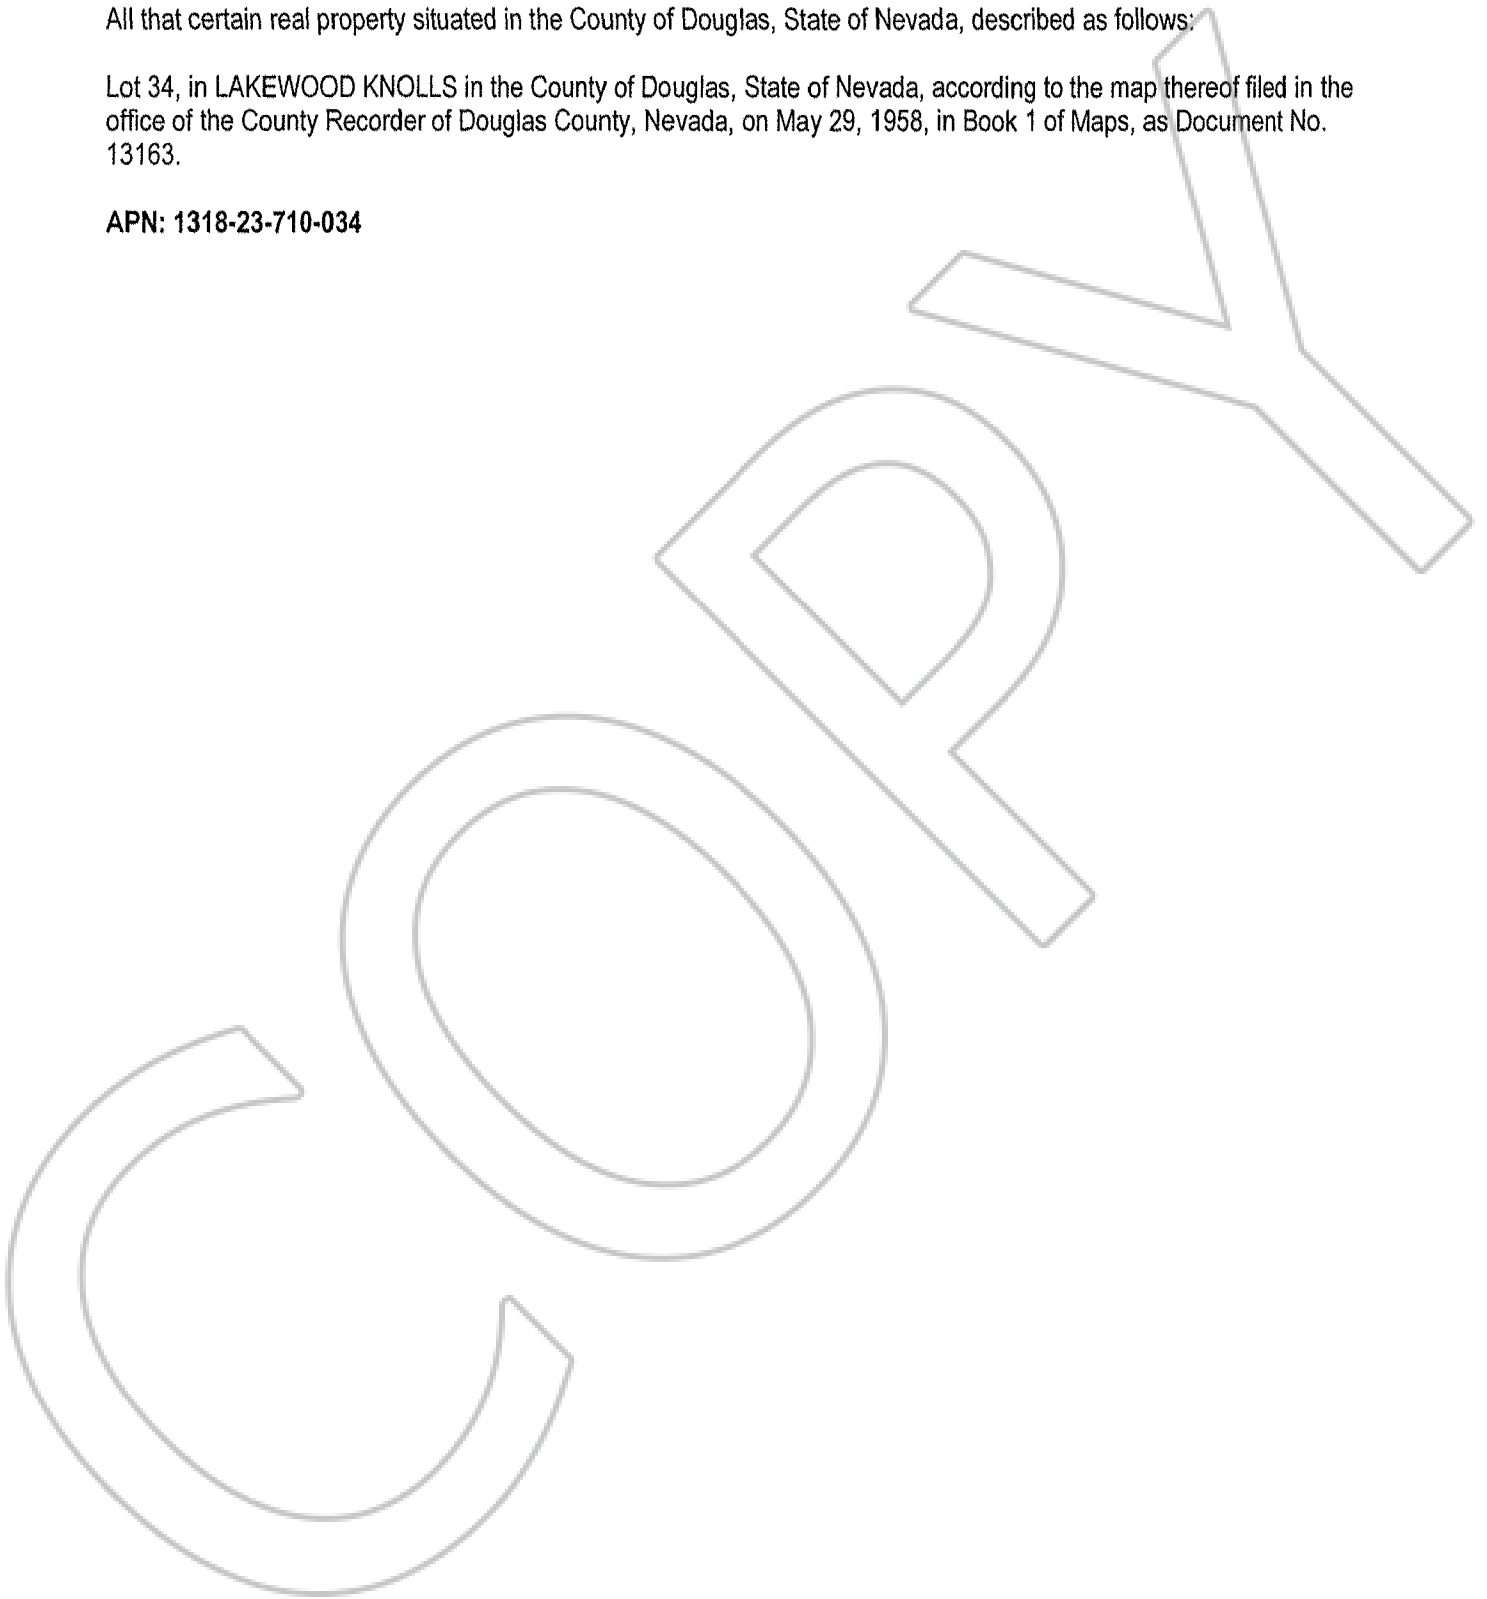 All that certain real property situated in the County of Douglas, State of Nevada, described as follows:
Lot 34, in LAKEWOOD KNOLLS in the County of Douglas, State of Nevada, according to the map thereof filed in the
office of the County Recorder of Douglas County, Nevada, on May 29, 1958, in Book 1 of Maps, as Document No.
13163.
APN: 1318-23-710-034
COPY